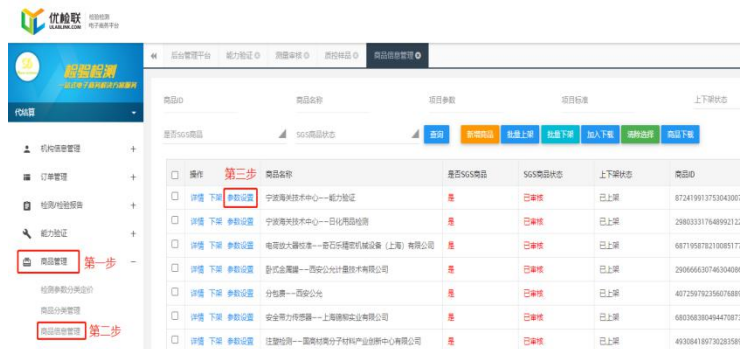 优检联 检验检测
ULABLINK.COM 电子商务平台
检验检测
一站式电子商务解决方案服务商
代结算
机构信息管理 +
订单管理 +
检测/检验报告 +
能力验证 +
商品管理 第一步 −
检测参数分类定价
商品分类管理
商品信息管理 第二步
后台管理平台 能力验证 测量审核 质控样品 商品信息管理
商品ID 商品名称 项目参数 项目标准 上下架状态
是否SGS商品 SGS商品状态 查询 新增商品 批量上架 批量下架 加入下载 清除选择 商品下载
操作 第三步 商品名称 是否SGS商品 SGS商品状态 上下架状态 商品ID
详情 下架 参数设置 宁波海关技术中心——能力验证 是 已审核 已上架
详情 下架 参数设置 宁波海关技术中心——日化用品检测 是 已审核 已上架
详情 下架 参数设置 电荷放大器校准——奇石乐精密机械设备（上海）有限公司 是 已审核 已上架
详情 下架 参数设置 卧式金属罐——西安公允计量技术有限公司 是 已审核 已上架
详情 下架 参数设置 分包费——西安公允 是 已审核 已上架
详情 下架 参数设置 安全带力传感器——上海德柳实业有限公司 是 已审核 已上架
详情 下架 参数设置 注塑检测——国高材高分子材料产业创新中心有限公司 是 已审核 已上架